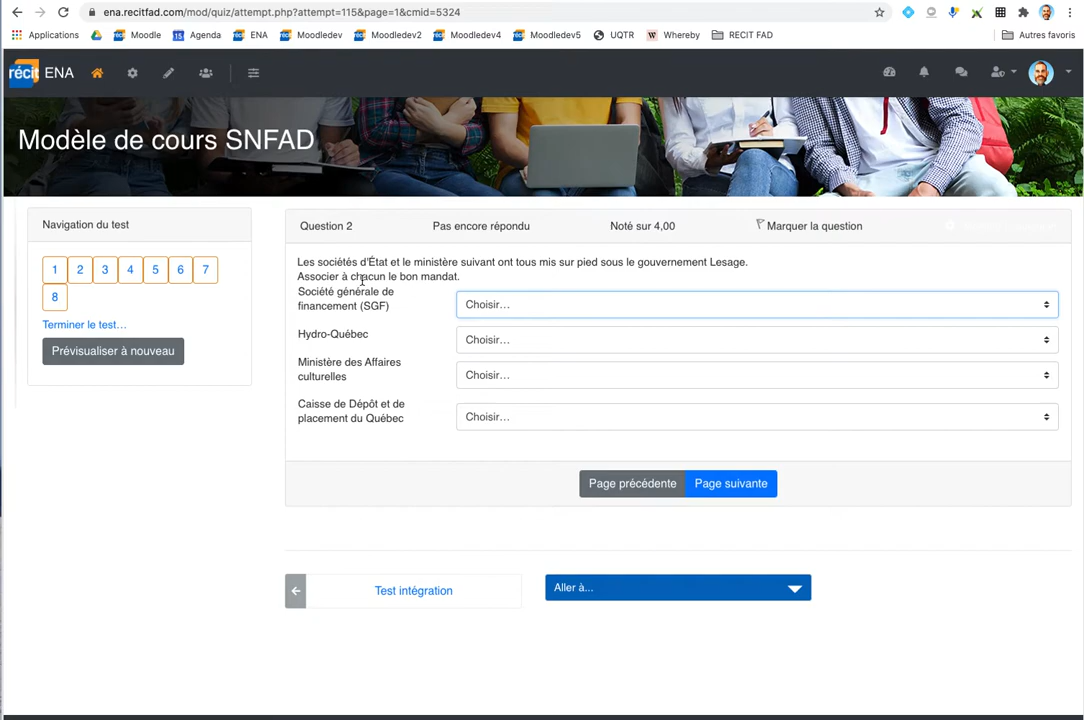 ena.recitfad.com/mod/quiz/attempt.php?attempt=115&page=1&cmid=5324
Applications Moodle 15 Agenda ENA Moodledev Moodledev2 Moodledev4 Moodledev5 UQTR W Whereby RECIT FAD Autres favoris
récit ENA
Modèle de cours SNFAD
Navigation du test
1 2 3 4 5 6 7
8
Terminer le test…
Prévisualiser à nouveau
Question 2 Pas encore répondu Noté sur 4,00 Marquer la question
Les sociétés d'État et le ministère suivant ont tous mis sur pied sous le gouvernement Lesage.
Associer à chacun le bon mandat.
Société générale de
financement (SGF)
Choisir...
Hydro-Québec
Choisir...
Ministère des Affaires
culturelles
Choisir...
Caisse de Dépôt et de
placement du Québec
Choisir...
Page précédente Page suivante
Test intégration
Aller à...